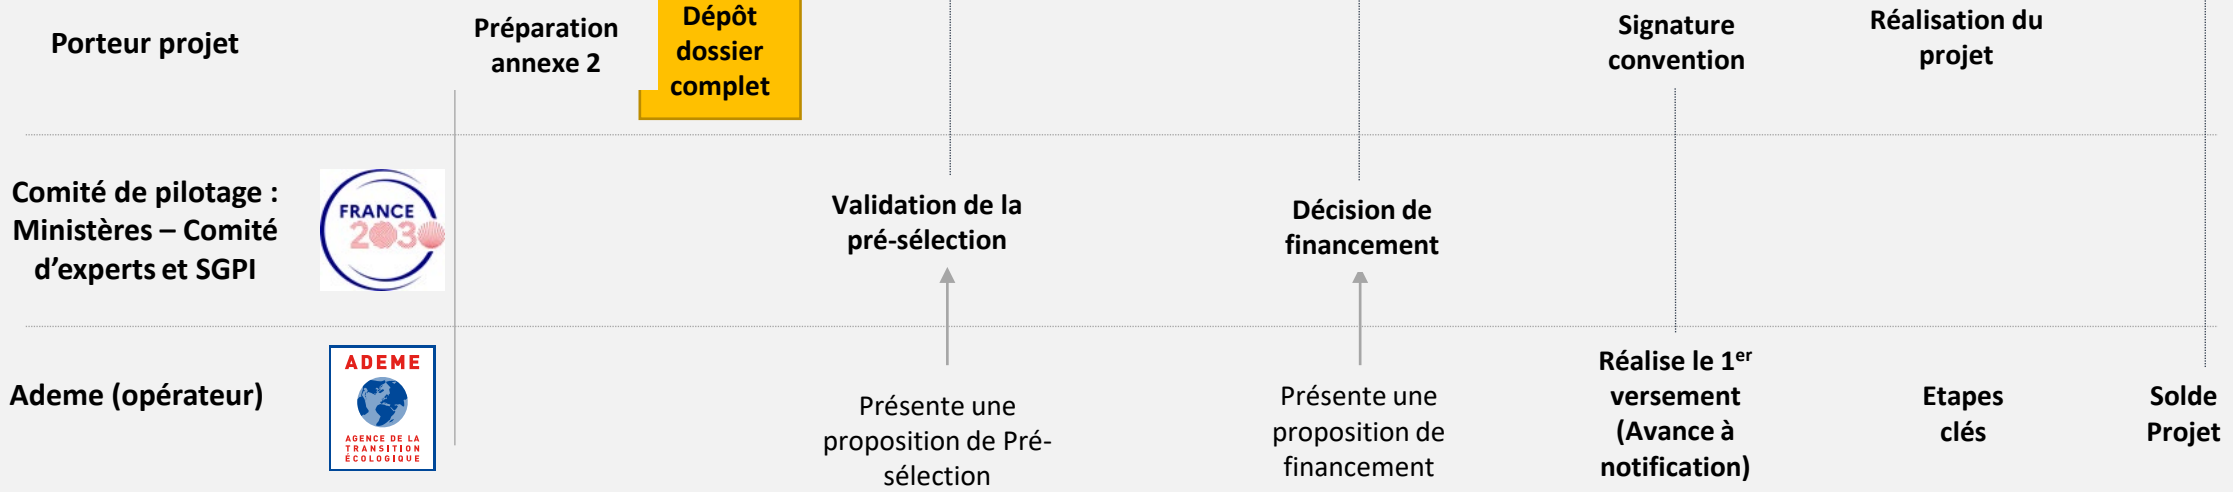 Porteur projet
Préparation
annexe 2
Dépôt
dossier
complet
Signature
convention
Réalisation du
projet
Comité de pilotage :
Ministères – Comité
d'experts et SGPI
FRANCE
2030
Validation de la
pré-sélection
Décision de
financement
Ademe (opérateur)
ADEME
AGENCE DE LA
TRANSITION
ÉCOLOGIQUE
Présente une
proposition de Pré-
sélection
Présente une
proposition de
financement
Réalise le 1er
versement
(Avance à
notification)
Etapes
clés
Solde
Projet